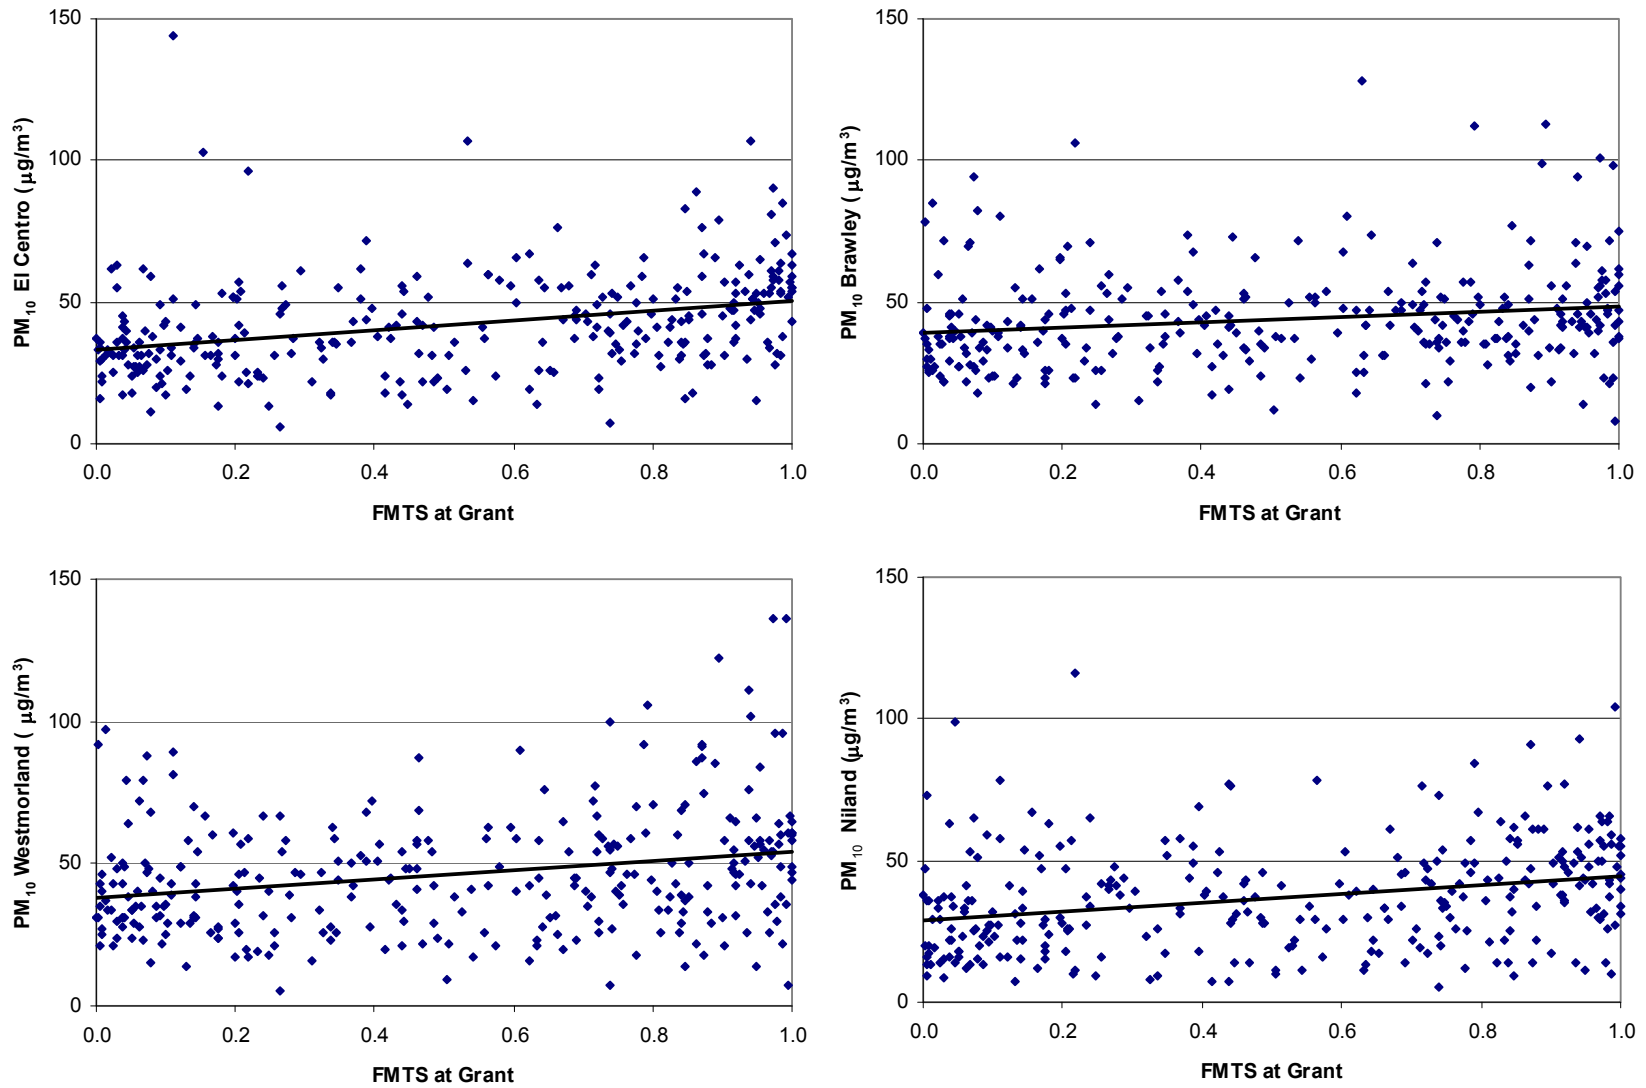 150
100
50
0
PM₁₀ El Centro ( µg/m³)
0.0 0.2 0.4 0.6 0.8 1.0
FMTS at Grant
150
100
50
0
PM₁₀ Brawley ( µg/m³)
0.0 0.2 0.4 0.6 0.8 1.0
FMTS at Grant
150
100
50
0
PM₁₀ Westmorland ( µg/m³)
0.0 0.2 0.4 0.6 0.8 1.0
FMTS at Grant
150
100
50
0
PM₁₀ Niland (µg/m³)
0.0 0.2 0.4 0.6 0.8 1.0
FMTS at Grant